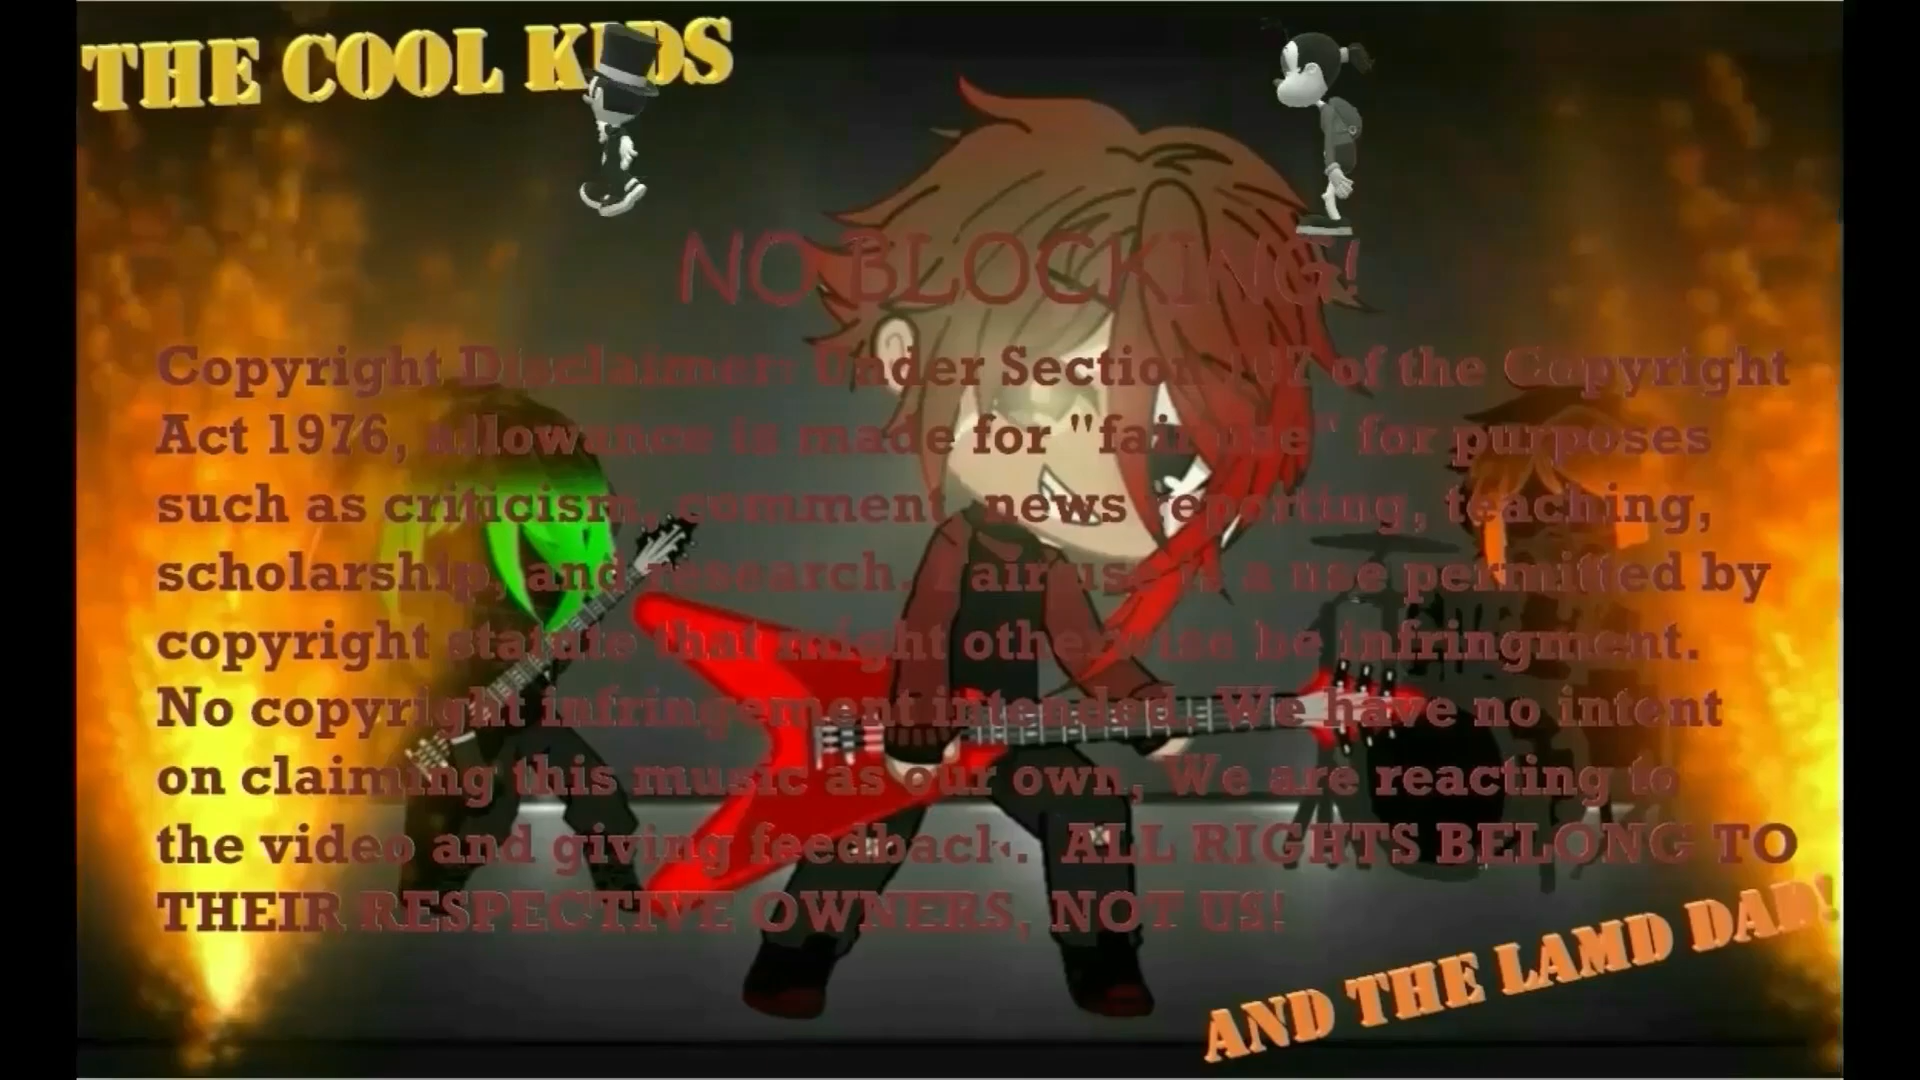 THE COOL KIDS
NO BLOCKING!
Copyright Disclaimer: Under Section 107 of the Copyright
Act 1976, allowance is made for "fair use" for purposes
such as criticism, comment, news reporting, teaching,
scholarship, and research. Fair use is a use permitted by
copyright statute that might otherwise be infringment.
No copyright infringement intended. We have no intent
on claiming this music as our own, We are reacting to
the video and giving feedback. ALL RIGHTS BELONG TO
THEIR RESPECTIVE OWNERS, NOT US!
AND THE LAMD DAD!